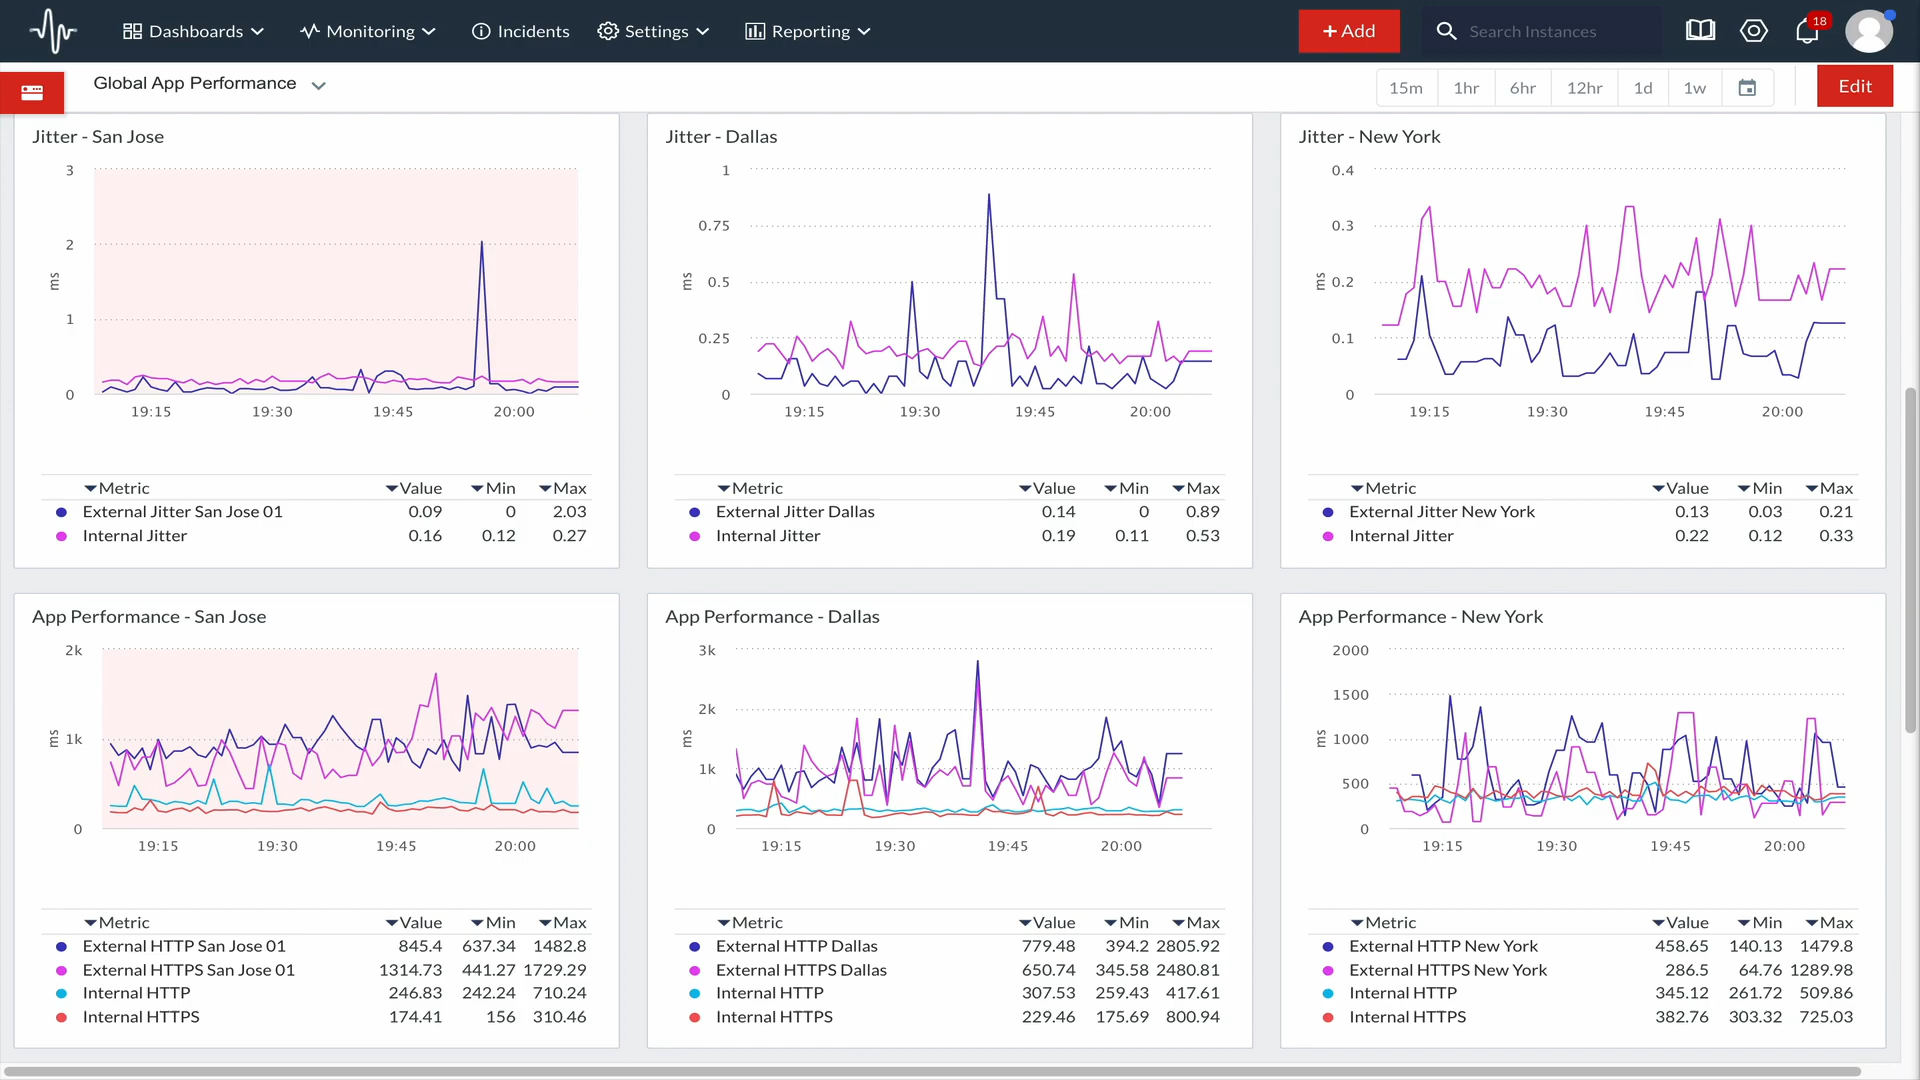 Dashboards Monitoring Incidents Settings Reporting + Add Search Instances 18
Global App Performance 15m 1hr 6hr 12hr 1d 1w Edit
Jitter - San Jose
3
2
1
0
ms
19:15 19:30 19:45 20:00
Metric Value Min Max
External Jitter San Jose 01 0.09 0 2.03
Internal Jitter 0.16 0.12 0.27
Jitter - Dallas
1
0.75
0.5
0.25
0
ms
19:15 19:30 19:45 20:00
Metric Value Min Max
External Jitter Dallas 0.14 0 0.89
Internal Jitter 0.19 0.11 0.53
Jitter - New York
0.4
0.3
0.2
0.1
0
ms
19:15 19:30 19:45 20:00
Metric Value Min Max
External Jitter New York 0.13 0.03 0.21
Internal Jitter 0.22 0.12 0.33
App Performance - San Jose
2k
1k
0
ms
19:15 19:30 19:45 20:00
Metric Value Min Max
External HTTP San Jose 01 845.4 637.34 1482.8
External HTTPS San Jose 01 1314.73 441.27 1729.29
Internal HTTP 246.83 242.24 710.24
Internal HTTPS 174.41 156 310.46
App Performance - Dallas
3k
2k
1k
0
ms
19:15 19:30 19:45 20:00
Metric Value Min Max
External HTTP Dallas 779.48 394.2 2805.92
External HTTPS Dallas 650.74 345.58 2480.81
Internal HTTP 307.53 259.43 417.61
Internal HTTPS 229.46 175.69 800.94
App Performance - New York
2000
1500
1000
500
0
ms
19:15 19:30 19:45 20:00
Metric Value Min Max
External HTTP New York 458.65 140.13 1479.8
External HTTPS New York 286.5 64.76 1289.98
Internal HTTP 345.12 261.72 509.86
Internal HTTPS 382.76 303.32 725.03